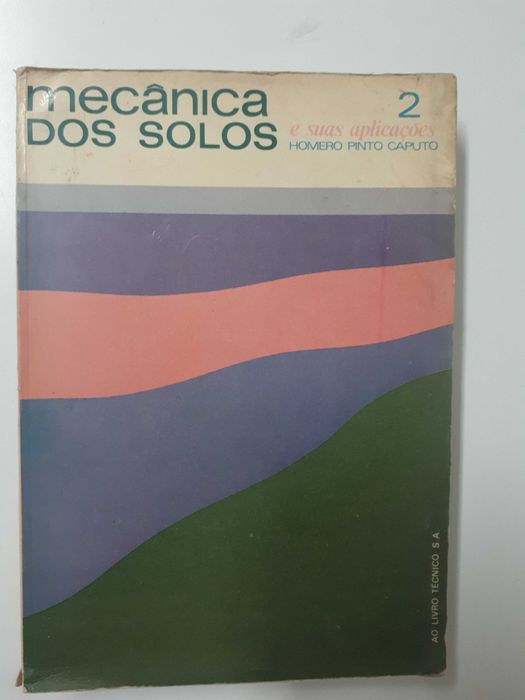 mecânica
DOS SOLOS
2
e suas aplicações
HOMERO PINTO CAPUTO
AO LIVRO TÉCNICO S A